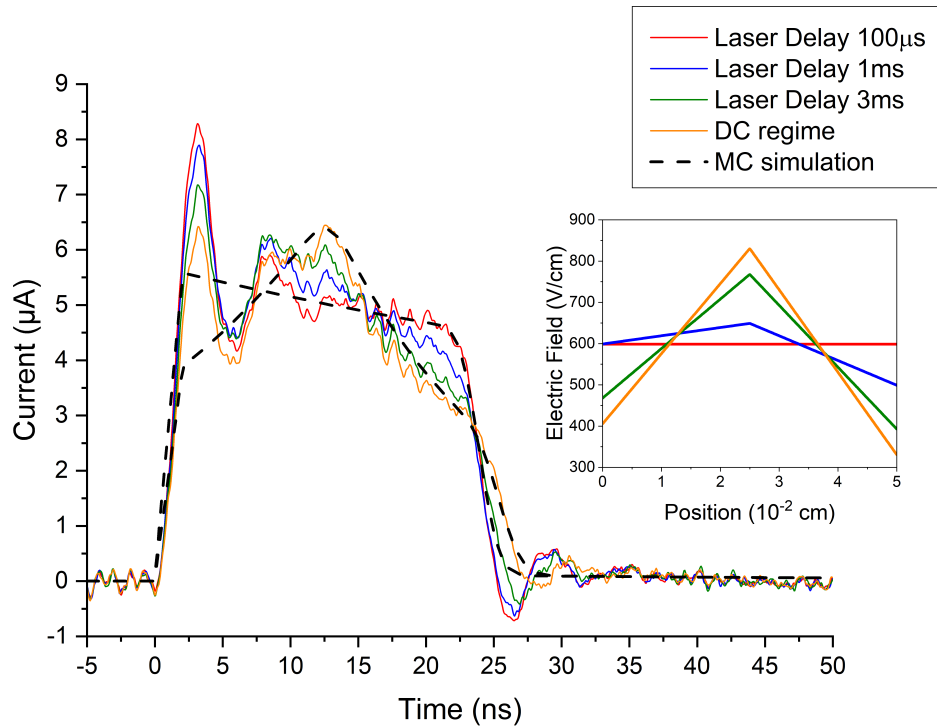 Laser Delay 100μs
Laser Delay 1ms
Laser Delay 3ms
DC regime
MC simulation
Current (μA)
9
8
7
6
5
4
3
2
1
0
-1
-5 0 5 10 15 20 25 30 35 40 45 50
Time (ns)
Electric Field (V/cm)
900
800
700
600
500
400
300
0 1 2 3 4 5
Position (10⁻² cm)